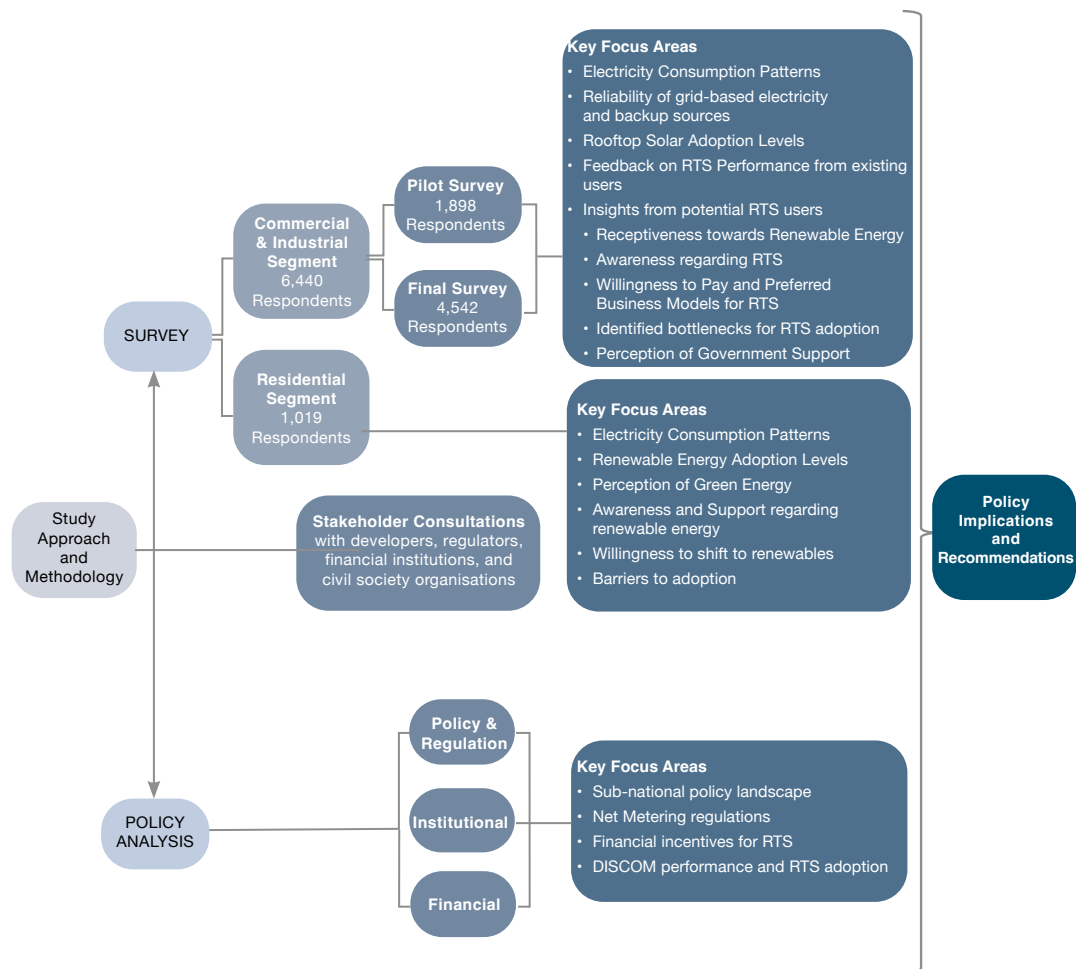 Study
Approach
and
Methodology
SURVEY
Commercial
& Industrial
Segment
6,440
Respondents
Pilot Survey
1,898
Respondents
Final Survey
4,542
Respondents
Key Focus Areas
• Electricity Consumption Patterns
• Reliability of grid-based electricity
and backup sources
• Rooftop Solar Adoption Levels
• Feedback on RTS Performance from existing
users
• Insights from potential RTS users
• Receptiveness towards Renewable Energy
• Awareness regarding RTS
• Willingness to Pay and Preferred
Business Models for RTS
• Identified bottlenecks for RTS adoption
• Perception of Government Support
Residential
Segment
1,019
Respondents
Key Focus Areas
• Electricity Consumption Patterns
• Renewable Energy Adoption Levels
• Perception of Green Energy
• Awareness and Support regarding
renewable energy
• Willingness to shift to renewables
• Barriers to adoption
Stakeholder Consultations
with developers, regulators,
financial institutions, and
civil society organisations
POLICY
ANALYSIS
Policy &
Regulation
Institutional
Financial
Key Focus Areas
• Sub-national policy landscape
• Net Metering regulations
• Financial incentives for RTS
• DISCOM performance and RTS adoption
Policy
Implications
and
Recommendations